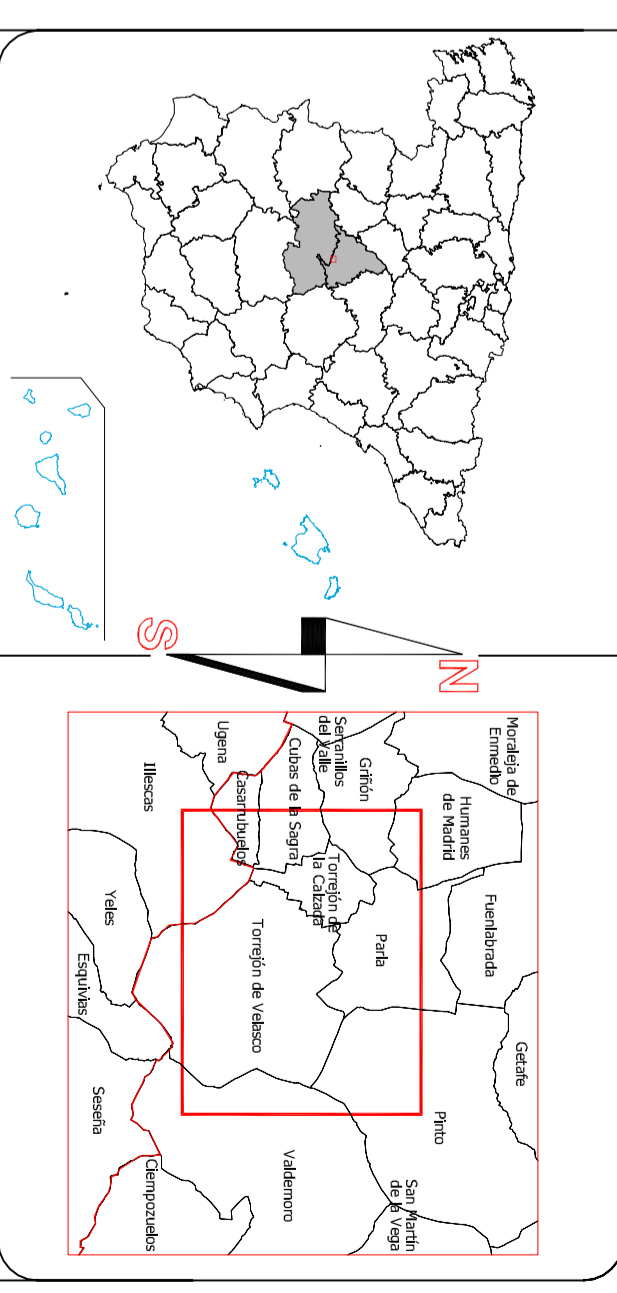 N
S
Moraleja de
Enmedio
Humanes
de Madrid
Fuenlabrada
Getafe
Serranillos
del Valle
Griñón
Parla
Pinto
San Martín
de la Vega
Ugena
Cubas de la Sagra
Casarrubuelos
Torrejón de
la Calzada
Torrejón de Velasco
Valdemoro
Illescas
Yeles
Esquivias
Seseña
Ciempozuelos